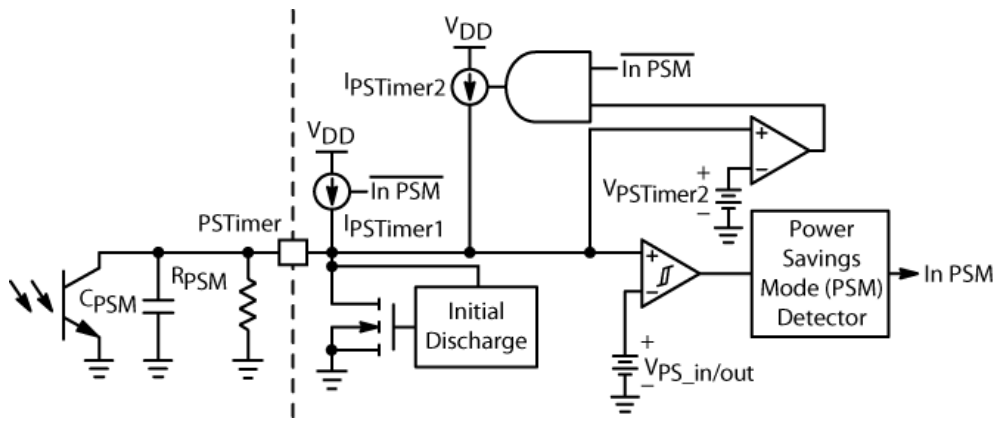 VDD
IPSTimer2
In PSM
VDD
In PSM
IPSTimer1
PSTimer
+
−
+
VPSTimer2
−
CPSM
RPSM
+
−
Power
Savings
Mode (PSM)
Detector
In PSM
Initial
Discharge
+
VPS_in/out
−